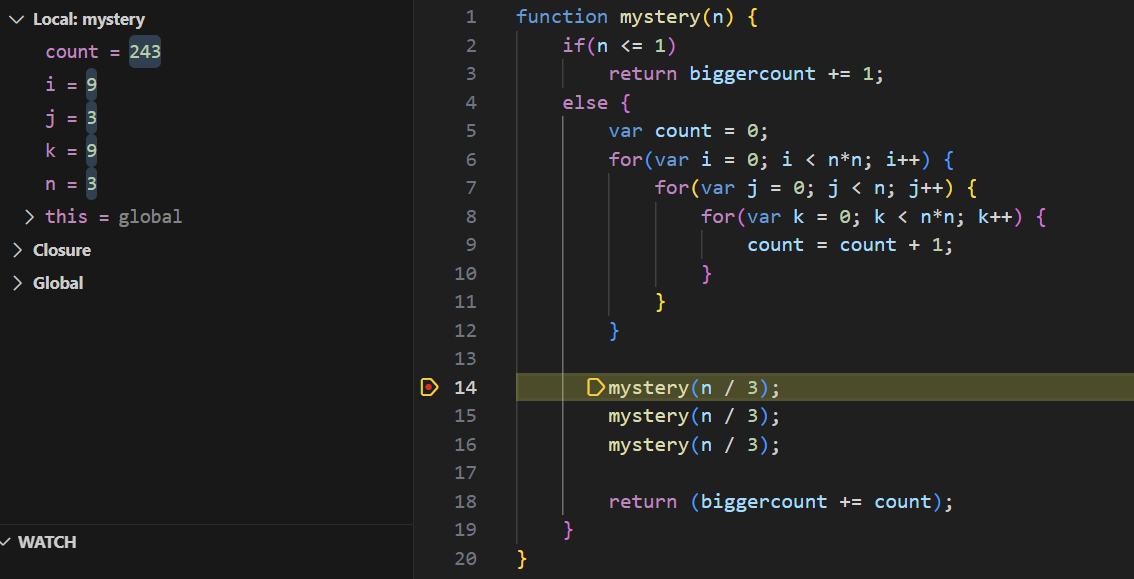 Local: mystery
count = 243
i = 9
j = 3
k = 9
n = 3
this = global
Closure
Global
WATCH
1 function mystery(n) {
2 if(n <= 1)
3 return biggercount += 1;
4 else {
5 var count = 0;
6 for(var i = 0; i < n*n; i++) {
7 for(var j = 0; j < n; j++) {
8 for(var k = 0; k < n*n; k++) {
9 count = count + 1;
10 }
11 }
12 }
13
14 mystery(n / 3);
15 mystery(n / 3);
16 mystery(n / 3);
17
18 return (biggercount += count);
19 }
20 }